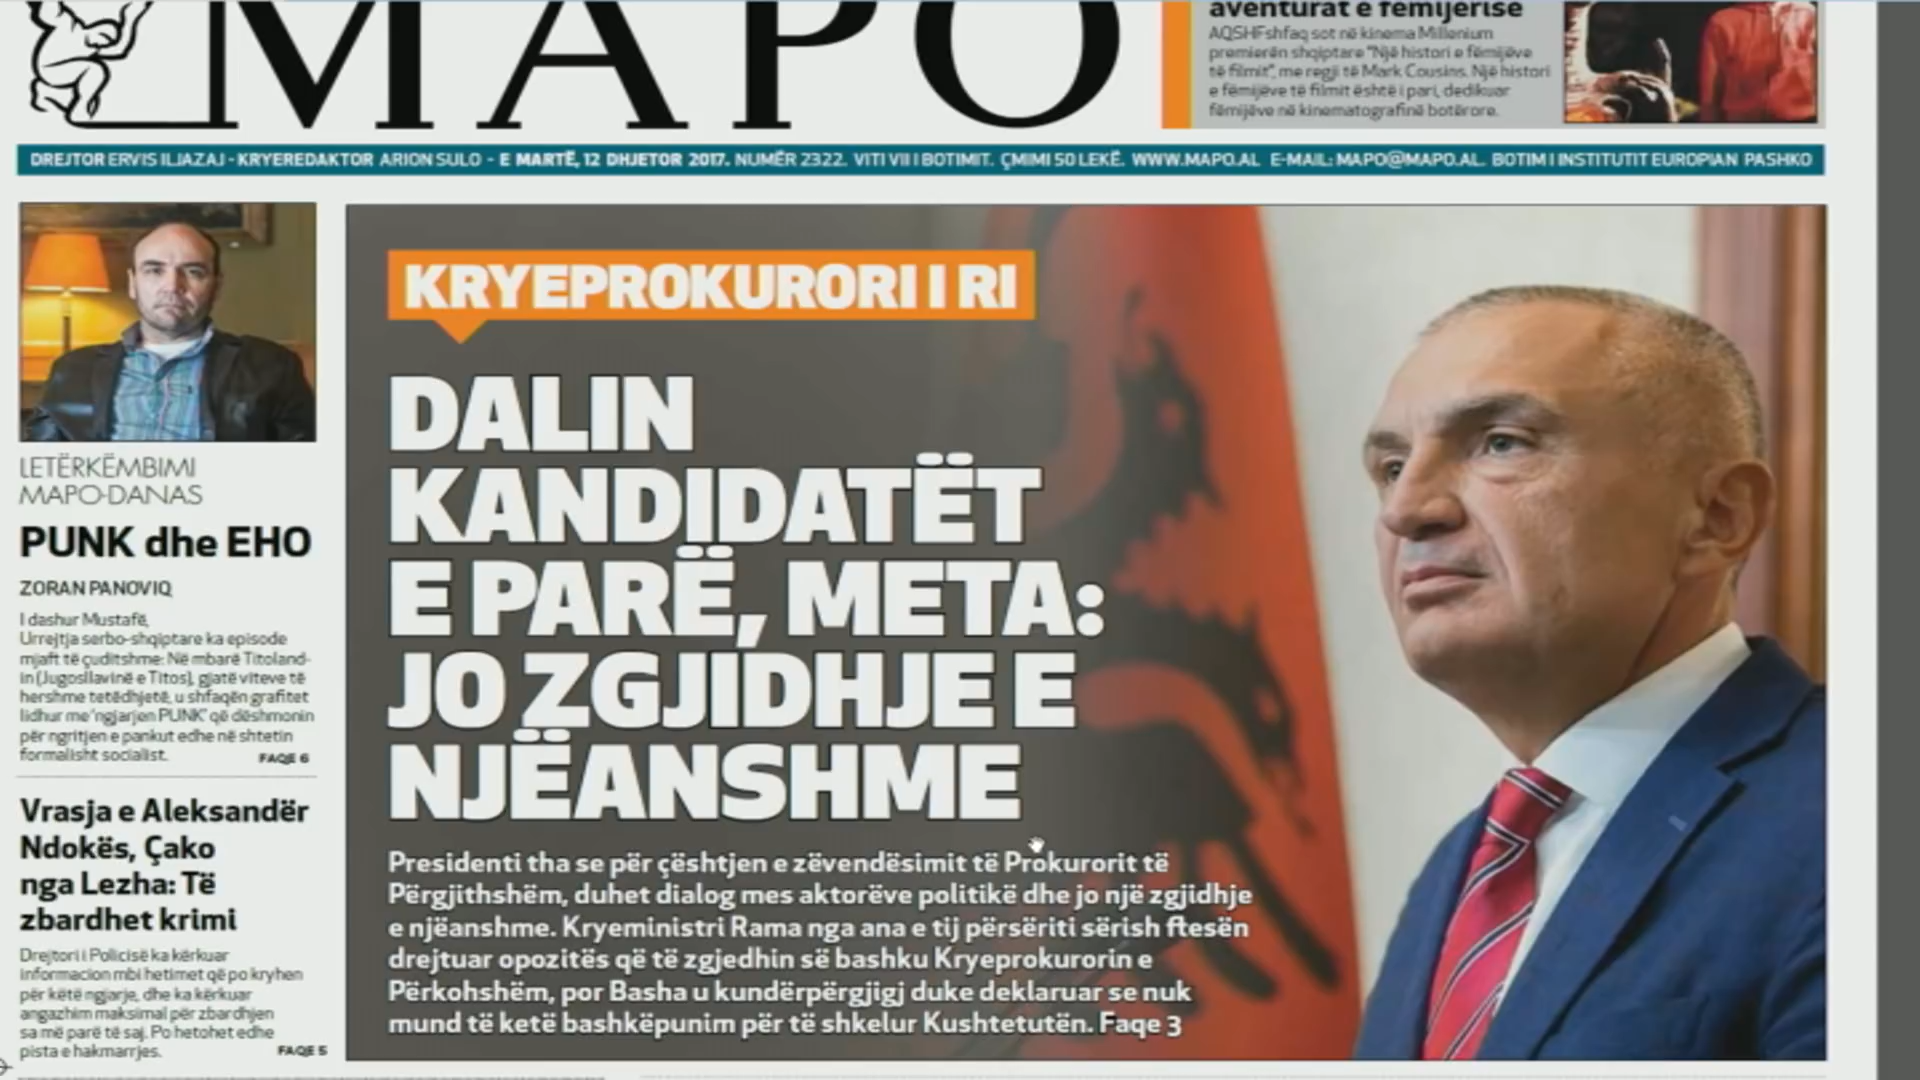 MAPO
aventurat e fëmijërisë
AQSHF shfaq sot në kinema Millenium
premierën shqiptare "Një histori e fëmijëve
të filmit", me regji të Mark Cousins. Një histori
e fëmijëve të filmit është i pari, dedikuar
fëmijëve në kinematografinë botërore.
DREJTOR ERVIS ILJAZAJ - KRYEREDAKTOR ARION SULO - E MARTË, 12 DHJETOR 2017. NUMËR 2322. VITI VII I BOTIMIT. ÇMIMI 50 LEKË. WWW.MAPO.AL E-MAIL: MAPO@MAPO.AL. BOTIM I INSTITUTIT EUROPIAN PASHKO
LETËRKËMBIMI
MAPO-DANAS
PUNK dhe EHO
ZORAN PANOVIQ
I dashur Mustafë,
Urrejtja serbo-shqiptare ka episode
mjaft të çuditshme: Në mbarë Titoland-
in (Jugosllavinë e Titos), gjatë viteve të
hershme tetëdhjetë, u shfaqën grafitet
lidhur me "ngjarjen PUNK" që dëshmonin
për ngritjen e pankut edhe në shtetin
formalisht socialist.
FAQE 6
Vrasja e Aleksandër
Ndokës, Çako
nga Lezha: Të
zbardhet krimi
Drejtori i Policisë ka kërkuar
informacion mbi hetimet që po kryhen
për këtë ngjarje, dhe ka kërkuar
angazhim maksimal për zbardhjen
sa më parë të saj. Po hetohet edhe
pista e hakmarrjes.
FAQE 5
KRYEPROKURORI I RI
DALIN
KANDIDATËT
E PARË, META:
JO ZGJIDHJE E
NJËANSHME
Presidenti tha se për çështjen e zëvendësimit të Prokurorit të
Përgjithshëm, duhet dialog mes aktorëve politikë dhe jo një zgjidhje
e njëanshme. Kryeministri Rama nga ana e tij përsëriti sërish ftesën
drejtuar opozitës që të zgjedhin së bashku Kryeprokurorin e
Përkohshëm, por Basha u kundërpërgjigj duke deklaruar se nuk
mund të ketë bashkëpunim për të shkelur Kushtetutën. Faqe 3